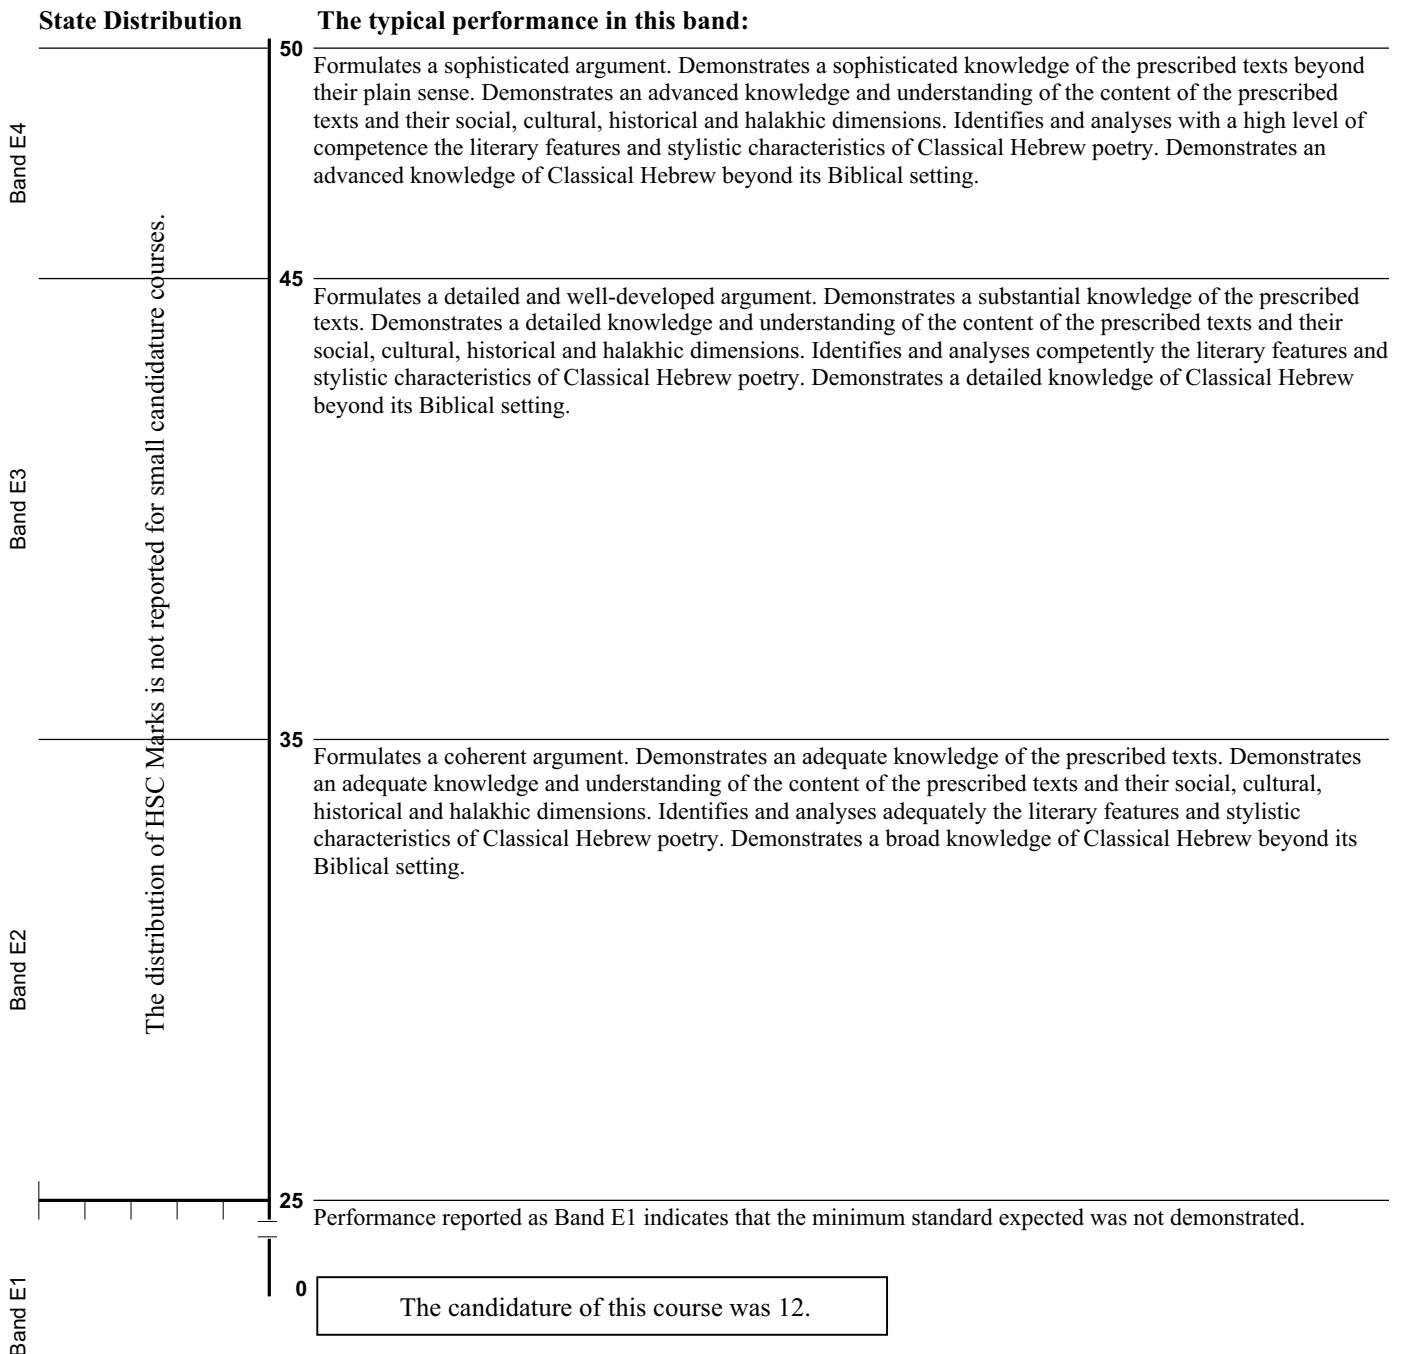 State Distribution
The typical performance in this band:
50
Formulates a sophisticated argument. Demonstrates a sophisticated knowledge of the prescribed texts beyond
their plain sense. Demonstrates an advanced knowledge and understanding of the content of the prescribed
texts and their social, cultural, historical and halakhic dimensions. Identifies and analyses with a high level of
competence the literary features and stylistic characteristics of Classical Hebrew poetry. Demonstrates an
advanced knowledge of Classical Hebrew beyond its Biblical setting.
Band E4
45
Formulates a detailed and well-developed argument. Demonstrates a substantial knowledge of the prescribed
texts. Demonstrates a detailed knowledge and understanding of the content of the prescribed texts and their
social, cultural, historical and halakhic dimensions. Identifies and analyses competently the literary features and
stylistic characteristics of Classical Hebrew poetry. Demonstrates a detailed knowledge of Classical Hebrew
beyond its Biblical setting.
Band E3
The distribution of HSC Marks is not reported for small candidature courses.
35
Formulates a coherent argument. Demonstrates an adequate knowledge of the prescribed texts. Demonstrates
an adequate knowledge and understanding of the content of the prescribed texts and their social, cultural,
historical and halakhic dimensions. Identifies and analyses adequately the literary features and stylistic
characteristics of Classical Hebrew poetry. Demonstrates a broad knowledge of Classical Hebrew beyond its
Biblical setting.
Band E2
25
Performance reported as Band E1 indicates that the minimum standard expected was not demonstrated.
0
Band E1
The candidature of this course was 12.